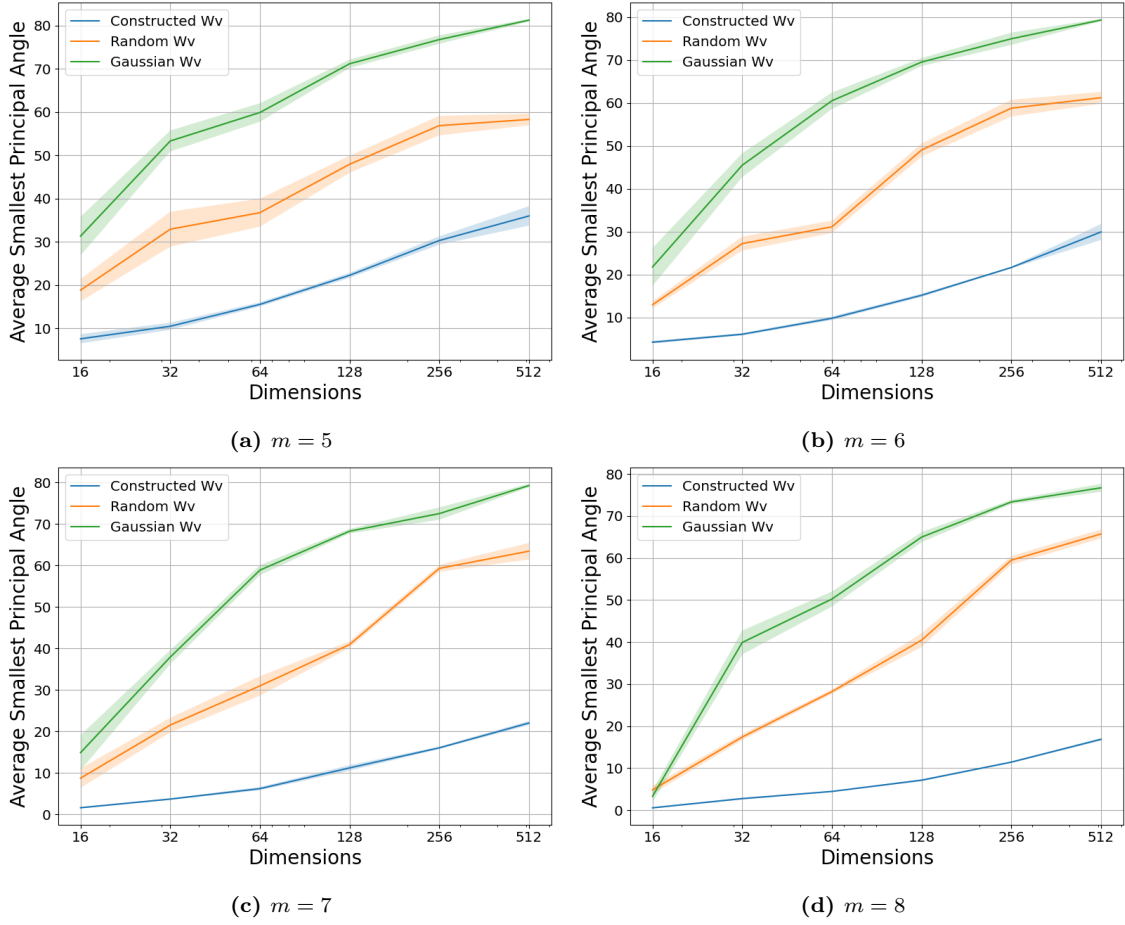 Average Smallest Principal Angle
80
70
60
50
40
30
20
10
Constructed Wv
Random Wv
Gaussian Wv
16 32 64 128 256 512
Dimensions
(a) m = 5
Average Smallest Principal Angle
80
70
60
50
40
30
20
10
Constructed Wv
Random Wv
Gaussian Wv
16 32 64 128 256 512
Dimensions
(b) m = 6
Average Smallest Principal Angle
80
70
60
50
40
30
20
10
0
Constructed Wv
Random Wv
Gaussian Wv
16 32 64 128 256 512
Dimensions
(c) m = 7
Average Smallest Principal Angle
80
70
60
50
40
30
20
10
0
Constructed Wv
Random Wv
Gaussian Wv
16 32 64 128 256 512
Dimensions
(d) m = 8